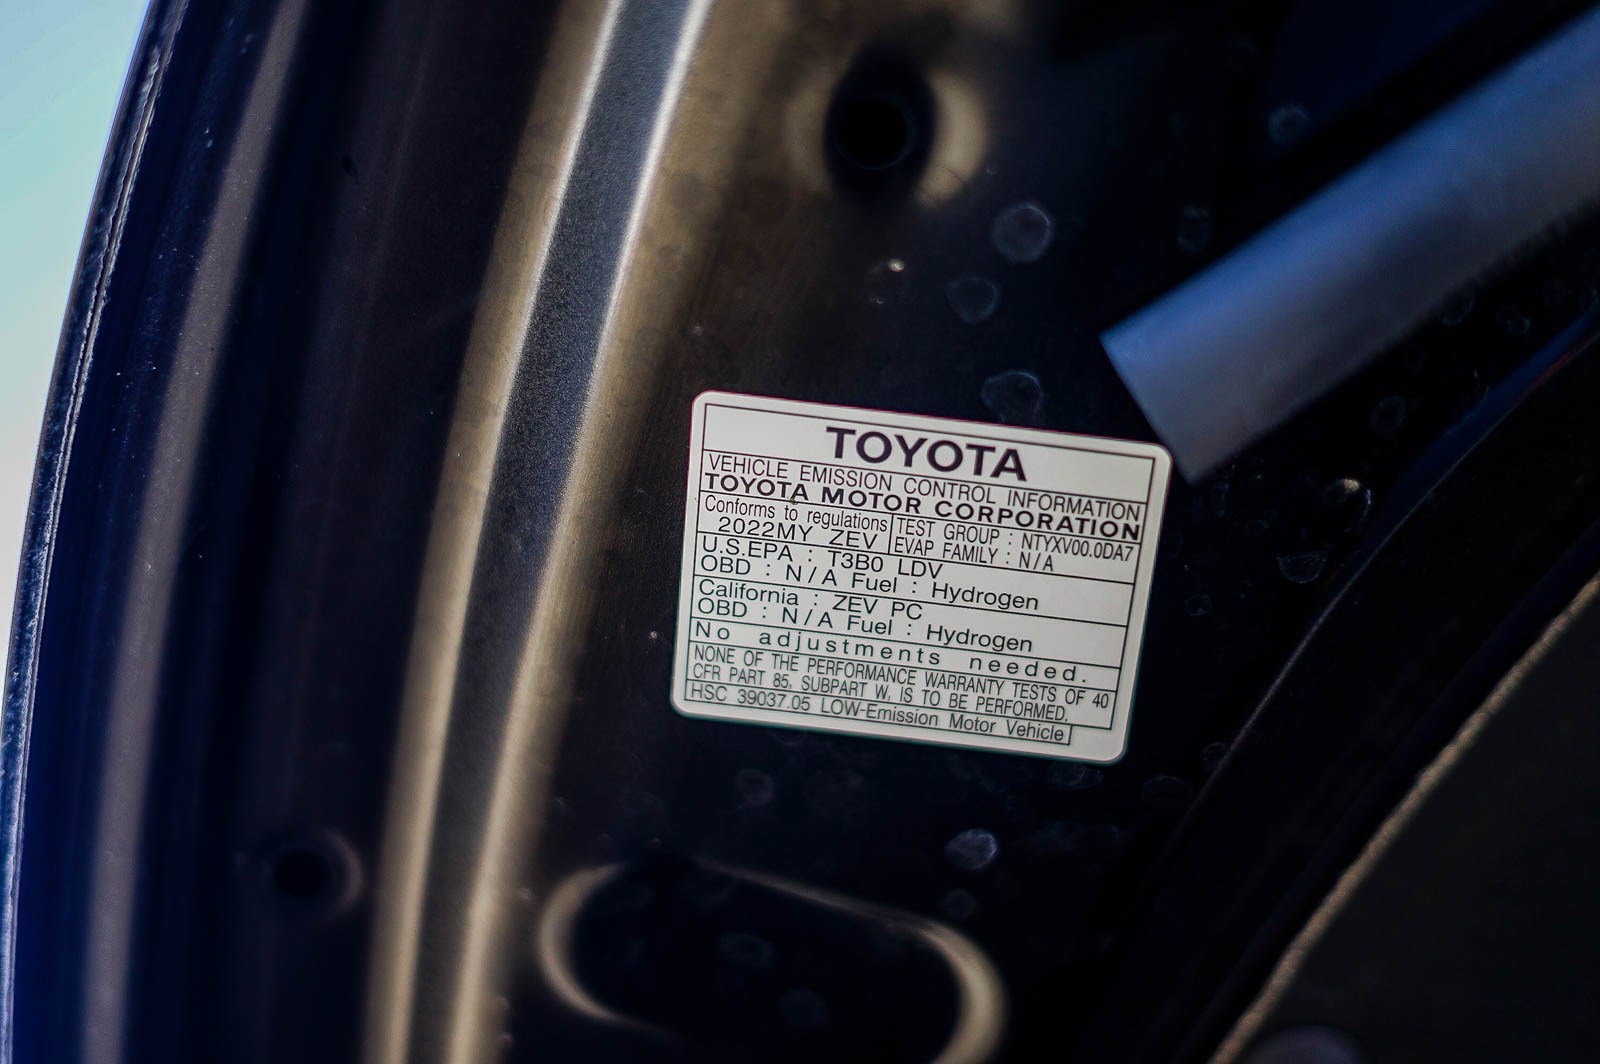 TOYOTA
VEHICLE EMISSION CONTROL INFORMATION
TOYOTA MOTOR CORPORATION
Conforms to regulations
2022MY ZEV
TEST GROUP : NTYXV00.0DA7
EVAP FAMILY : N/A
U.S.EPA : T3B0 LDV
OBD : N/A Fuel : Hydrogen
California : ZEV PC
OBD : N/A Fuel : Hydrogen
No adjustments needed.
NONE OF THE PERFORMANCE WARRANTY TESTS OF 40
CFR PART 85, SUBPART W, IS TO BE PERFORMED.
HSC 39037.05 LOW-Emission Motor Vehicle